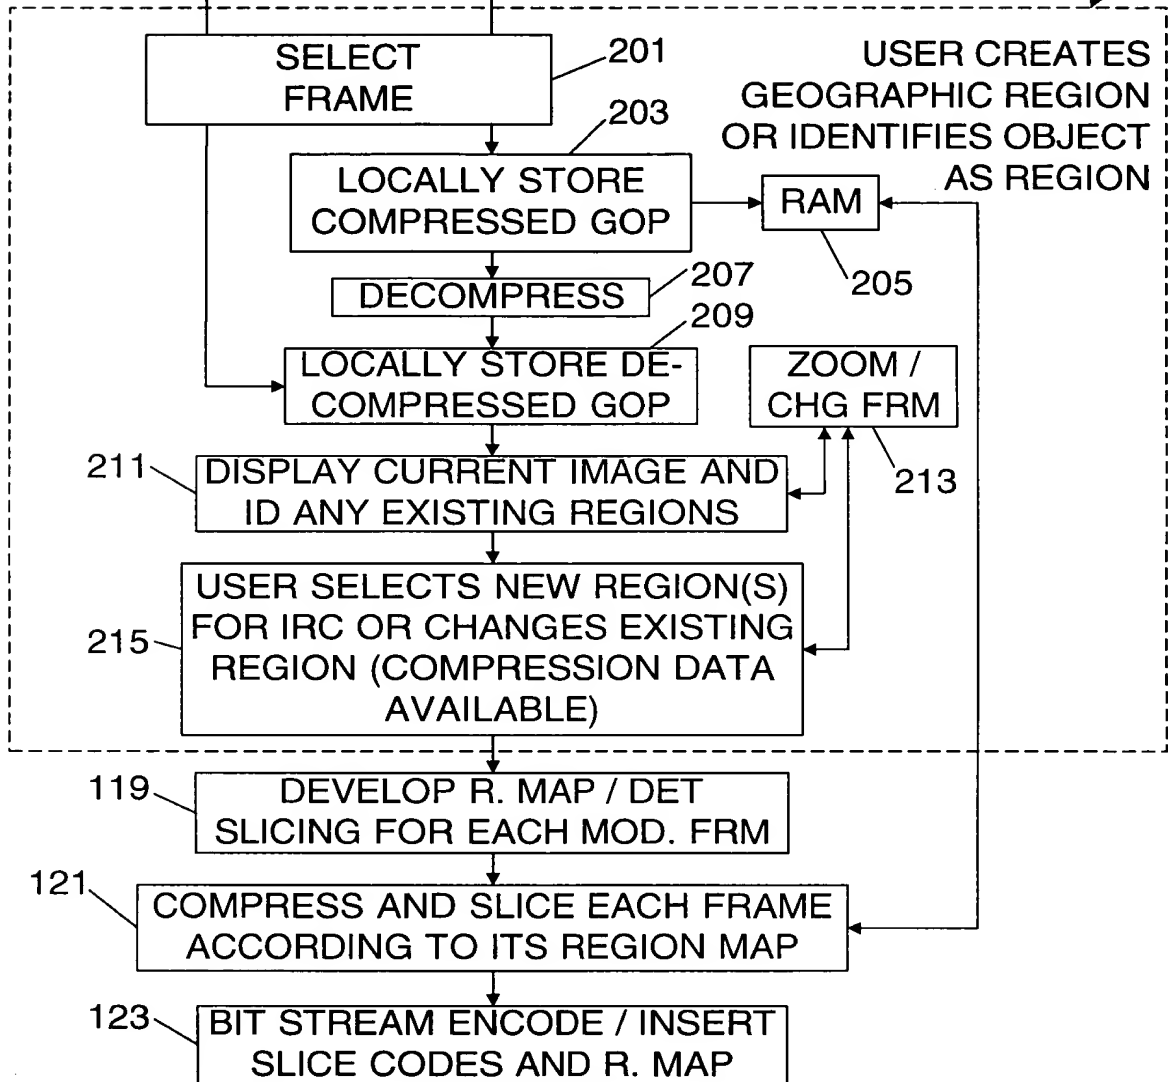 SELECT
FRAME
201
USER CREATES
GEOGRAPHIC REGION
OR IDENTIFIES OBJECT
AS REGION
203
LOCALLY STORE
COMPRESSED GOP
RAM
205
207
DECOMPRESS
209
LOCALLY STORE DE-
COMPRESSED GOP
ZOOM /
CHG FRM
213
211
DISPLAY CURRENT IMAGE AND
ID ANY EXISTING REGIONS
215
USER SELECTS NEW REGION(S)
FOR IRC OR CHANGES EXISTING
REGION (COMPRESSION DATA
AVAILABLE)
119
DEVELOP R. MAP / DET
SLICING FOR EACH MOD. FRM
121
COMPRESS AND SLICE EACH FRAME
ACCORDING TO ITS REGION MAP
123
BIT STREAM ENCODE / INSERT
SLICE CODES AND R. MAP